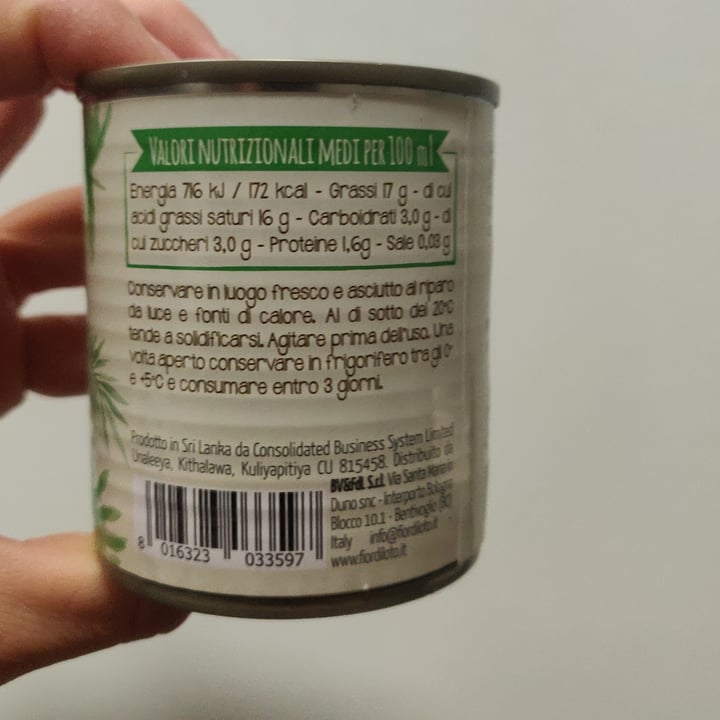 VALORI NUTRIZIONALI MEDI PER 100 ml
Energia 716 kJ / 172 kcal - Grassi 17 g - di cui
acidi grassi saturi 16 g - Carboidrati 3,0 g - di
cui zuccheri 3,0 g - Proteine 1,6g - Sale 0,03 g
Conservare in luogo fresco e asciutto al riparo
da luce e fonti di calore. Al di sotto dei 20°C
tende a solidificarsi. Agitare prima dell'uso. Una
volta aperto conservare in frigorifero tra gli 0°
e +5°C e consumare entro 3 giorni.
Prodotto in Sri Lanka da Consolidated Business System Limited
Unaleeya, Kithalawa, Kuliyapitiya CU 815458. Distribuito da
BV&FdL S.r.l. Via Santa Maria in
Duno snc - Interporto Bologna
Blocco 10.1 - Bentivoglio (BO)
Italy info@fiordiloto.it
www.fiordiloto.it
8 016323 033597